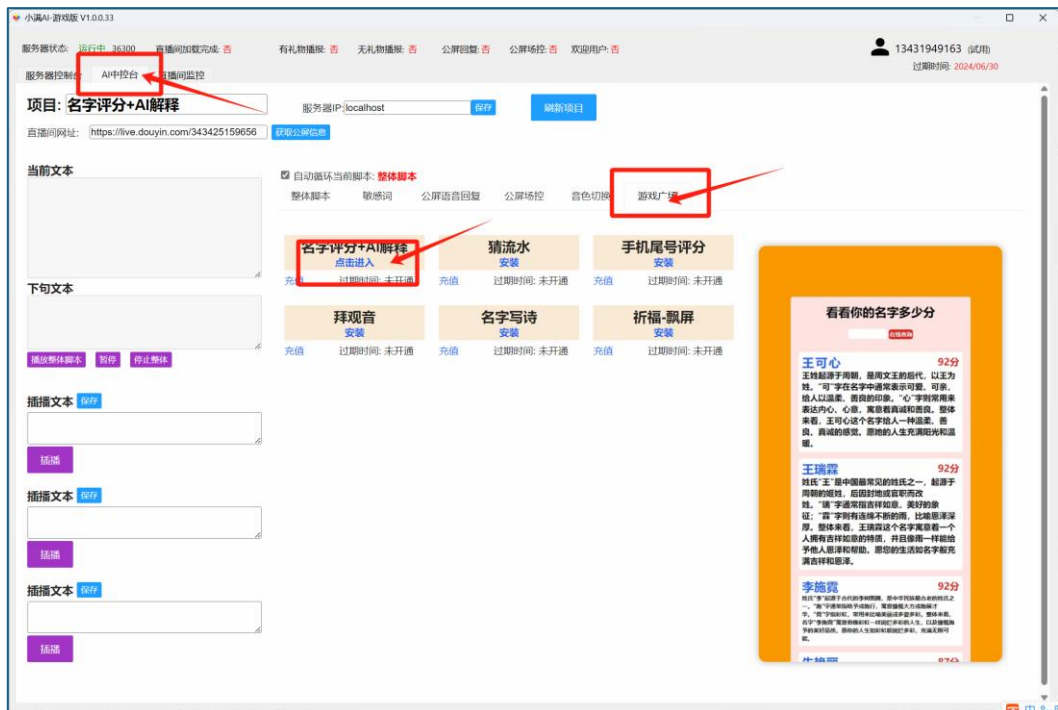 小满AI-游戏版 V1.0.0.33
服务器状态: 运行中 36300 直播间加载完成: 否 有礼物播报: 否 无礼物播报: 否 公屏回复: 否 公屏场控: 否 欢迎用户: 否
13431949163 (试用)
过期时间: 2024/06/30
服务器控制台 AI中控台 直播间监控
项目: 名字评分+AI解释 服务器IP: localhost 保存 刷新项目
直播间网址: https://live.douyin.com/343425159656 获取公屏信息
当前文本
自动循环当前脚本: 整体脚本
整体脚本 敏感词 公屏语音回复 公屏场控 音色切换 游戏广场
名字评分+AI解释 猜流水 手机尾号评分
点击进入 安装 安装
充值 过期时间: 未开通 充值 过期时间: 未开通 充值 过期时间: 未开通
拜观音 名字写诗 祈福-飘屏
安装 安装 安装
充值 过期时间: 未开通 充值 过期时间: 未开通 充值 过期时间: 未开通
下句文本
播放整体脚本 暂停 停止整体
插播文本 保存
插播
插播文本 保存
插播
插播文本 保存
插播
看看你的名字多少分
在线查询
王可心 92分
王姓起源于周朝，是周文王的后代，以王为
姓。"可"字在名字中通常表示可爱，可亲，
给人以温柔、善良的印象。"心"字则常用来
表达内心、心意，寓意着真诚和善良。整体
来看，王可心这个名字给人一种温柔、善
良、真诚的感觉。愿她的人生充满阳光和温
暖。
王瑞霖 92分
姓氏"王"是中国最常见的姓氏之一，起源于
周朝的姬姓，后因封地或官职而改
姓。"瑞"字通常指吉祥如意，美好的象
征；"霖"字则有连绵不断的雨，比喻恩泽深
厚。整体来看，王瑞霖这个名字寓意着一个
人拥有吉祥如意的特质，并且像雨一样能给
予他人恩泽和帮助。愿您的生活如名字般充
满吉祥和恩泽。
李施霓 92分